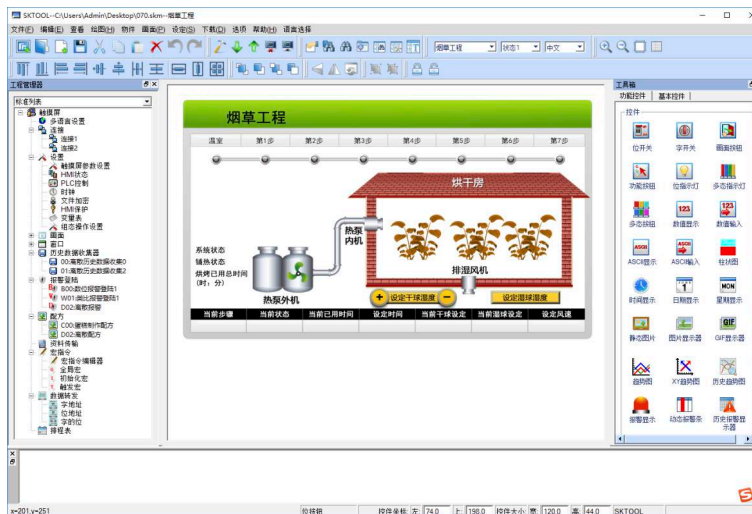 SKTOOL--C:\Users\Admin\Desktop\070.skm--烟草工程
文件(F) 编辑(E) 查看 绘图(H) 物件 画面(P) 设定(S) 下载(D) 选项 帮助(H) 语言选择
烟草工程 状态1 中文
工程管理器
标准列表
触摸屏
多语言设置
连接
连接1
连接2
设置
触摸屏参数设置
HMI状态
PLC控制
时钟
文件加密
HMI保护
变量表
组态操作设置
画面
窗口
历史数据收集器
00:离散历史数据收集0
01:离散历史数据收集2
报警登陆
B00:数位报警登陆1
W01:类比报警登陆1
D02:离散报警
配方
C00:蛋糕制作配方
D02:离散配方
资料传输
宏指令
宏指令编辑器
全局宏
初始化宏
触发宏
数据转发
字地址
位地址
字的位
排程表
烟草工程
温室 第1步 第2步 第3步 第4步 第5步 第6步 第7步
烘干房
热泵
内机
系统状态
辅热状态
烘烤已用总时间
(时:分)
热泵外机
排湿风机
设定干球温度
设定湿球温度
当前步骤 当前状态 当前已用时间 设定时间 当前干球设定 当前湿球设定 设定风速
工具箱
功能控件 基本控件
控件
位开关 字开关 画面按钮
功能按钮 位指示灯 多态指示灯
多态按钮 数值显示 数值输入
ASCII显示 ASCII输入 柱状图
时间显示 日期显示 星期显示
静态图片 图片显示器 GIF显示器
趋势图 XY趋势图 历史趋势图
报警显示 动态报警条 历史报警显
示器
x=201,y=251 位按钮 控件坐标: 左: 74.0 上: 198.0 控件大小: 宽: 120.0 高: 44.0 SKTOOL